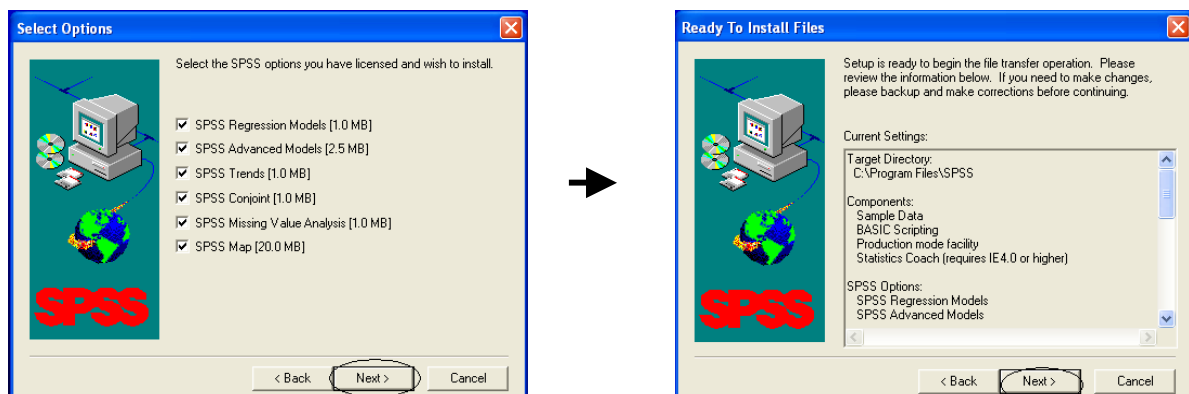 Select Options
Select the SPSS options you have licensed and wish to install.
SPSS Regression Models [1.0 MB]
SPSS Advanced Models [2.5 MB]
SPSS Trends [1.0 MB]
SPSS Conjoint [1.0 MB]
SPSS Missing Value Analysis [1.0 MB]
SPSS Map [20.0 MB]
SPSS
< Back
Next >
Cancel
Ready To Install Files
Setup is ready to begin the file transfer operation. Please
review the information below. If you need to make changes,
please backup and make corrections before continuing.
Current Settings:
Target Directory:
C:\Program Files\SPSS
Components:
Sample Data
BASIC Scripting
Production mode facility
Statistics Coach (requires IE4.0 or higher)
SPSS Options:
SPSS Regression Models
SPSS Advanced Models
SPSS
< Back
Next >
Cancel